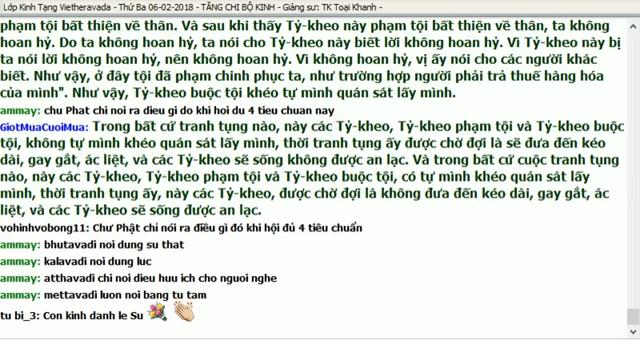 Lớp Kinh Tạng Vietheravada - Thứ Ba 06-02-2018 - TĂNG CHI BỘ KINH - Giảng sư: TK Toại Khanh -
phạm tội bất thiện về thân. Và sau khi thấy Tỷ-kheo này phạm tội bất thiện về thân, ta không
hoan hỷ. Do ta không hoan hỷ, ta nói cho Tỷ-kheo này biết lời không hoan hỷ. Vì Tỷ-kheo này bị
ta nói lời không hoan hỷ, nên không hoan hỷ. Vì không hoan hỷ, vị ấy nói cho các người khác
biết. Như vậy, ở đây tội đã phạm chinh phục ta, như trường hợp người phải trả thuế hàng hóa
của mình". Như vậy, Tỷ-kheo buộc tội khéo tự mình quán sát lấy mình.
ammay: chu Phat chi noi ra dieu gi do khi hoi du 4 tieu chuan nay
GiotMuaCuoiMua: Trong bất cứ tranh tụng nào, này các Tỷ-kheo, Tỷ-kheo phạm tội và Tỷ-kheo buộc
tội, không tự mình khéo quán sát lấy mình, thời tranh tụng ấy được chờ đợi là sẽ đưa đến kéo
dài, gay gắt, ác liệt, và các Tỷ-kheo sẽ sống không được an lạc. Và trong bất cứ cuộc tranh tụng
nào, này các Tỷ-kheo, Tỷ-kheo phạm tội và Tỷ-kheo buộc tội, có tự mình khéo quán sát lấy
mình, thời tranh tụng ấy, này các Tỷ-kheo, được chờ đợi là không đưa đến kéo dài, gay gắt, ác
liệt, và các Tỷ-kheo sẽ sống được an lạc.
vohinhvobong11: Chư Phật chỉ nói ra điều gì đó khi hội đủ 4 tiêu chuẩn
ammay: bhutavadi noi dung su that
ammay: kalavadi noi dung luc
ammay: atthavadi chi noi dieu huu ich cho nguoi nghe
ammay: mettavadi luon noi bang tu tam
tu bi_3: Con kinh danh le Su